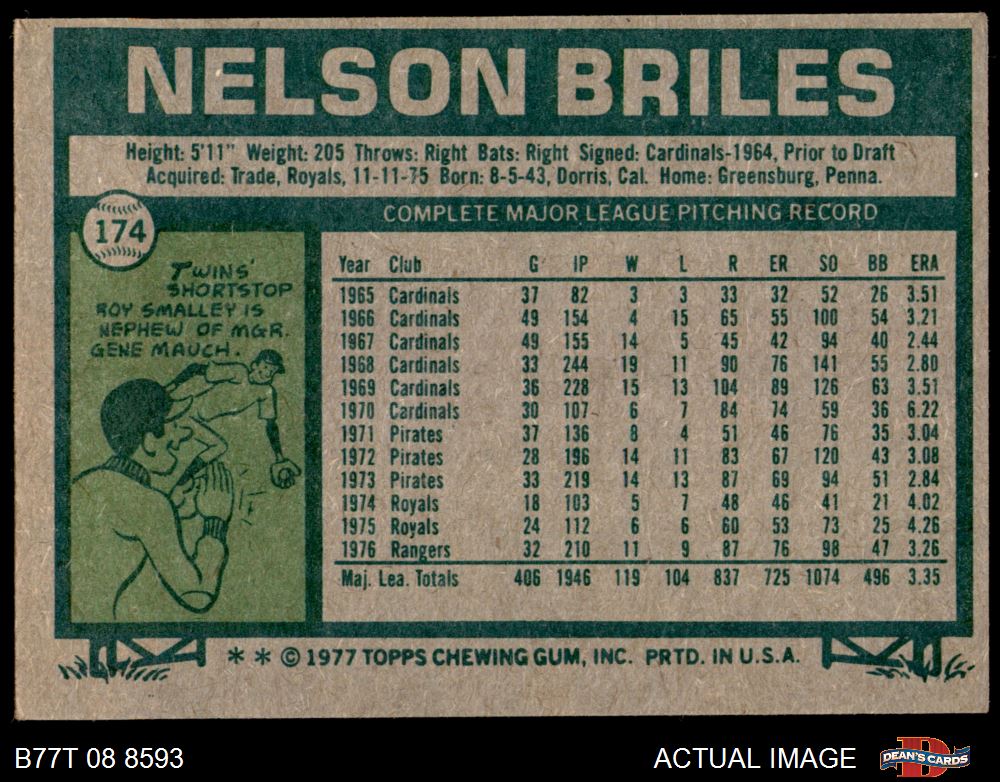 NELSON BRILES
Height: 5'11" Weight: 205 Throws: Right Bats: Right Signed: Cardinals-1964, Prior to Draft
Acquired: Trade, Royals, 11-11-75 Born: 8-5-43, Dorris, Cal. Home: Greensburg, Penna.
174
TWINS'
SHORTSTOP
ROY SMALLEY IS
NEPHEW OF MGR.
GENE MAUCH.
COMPLETE MAJOR LEAGUE PITCHING RECORD
Year Club G IP W L R ER SO BB ERA
1965 Cardinals 37 82 3 3 33 32 52 26 3.51
1966 Cardinals 49 154 4 15 65 55 100 54 3.21
1967 Cardinals 49 155 14 5 45 42 94 40 2.44
1968 Cardinals 33 244 19 11 90 76 141 55 2.80
1969 Cardinals 36 228 15 13 104 89 126 63 3.51
1970 Cardinals 30 107 6 7 84 74 59 36 6.22
1971 Pirates 37 136 8 4 51 46 76 35 3.04
1972 Pirates 28 196 14 11 83 67 120 43 3.08
1973 Pirates 33 219 14 13 87 69 94 51 2.84
1974 Royals 18 103 5 7 48 46 41 21 4.02
1975 Royals 24 112 6 6 60 53 73 25 4.26
1976 Rangers 32 210 11 9 87 76 98 47 3.26
Maj. Lea. Totals 406 1946 119 104 837 725 1074 496 3.35
* * © 1977 TOPPS CHEWING GUM, INC. PRTD. IN U.S.A.
B77T 08 8593
ACTUAL IMAGE
D
DEAN'S CARDS